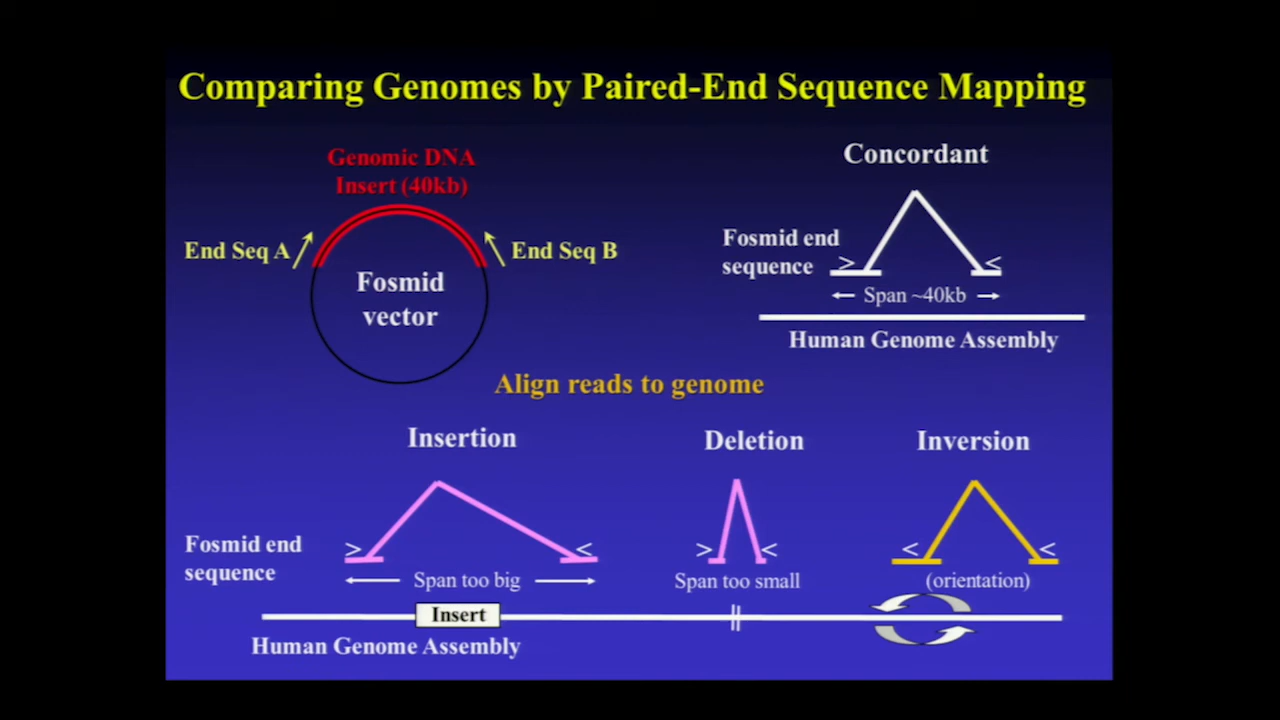 Comparing Genomes by Paired-End Sequence Mapping
Genomic DNA
Insert (40kb)
End Seq A
End Seq B
Fosmid
vector
Concordant
Fosmid end
sequence
> <
Span ~40kb
Human Genome Assembly
Align reads to genome
Insertion
Deletion
Inversion
Fosmid end
sequence
> <
> <
< <
Span too big
Span too small
(orientation)
Insert
Human Genome Assembly